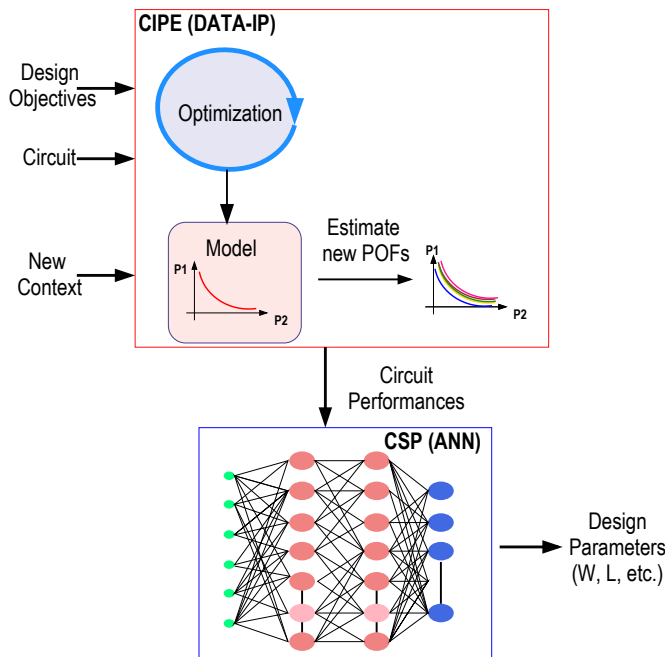 CIPE (DATA-IP)
Design
Objectives
Optimization
Circuit
New
Context
Model
P1
P2
Estimate
new POFs
P1
P2
Circuit
Performances
CSP (ANN)
Design
Parameters
(W, L, etc.)